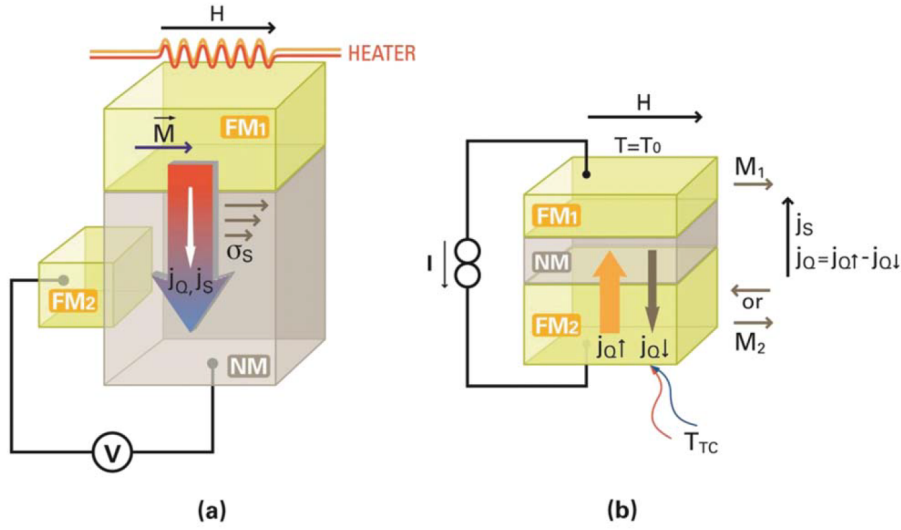 H
HEATER
M
FM1
jQ,jS
σS
FM2
NM
V
(a)
H
T=T0
M1
FM1
jS
NM
jQ=jQ↑-jQ↓
I
or
FM2
M2
jQ↑
jQ↓
TTC
(b)